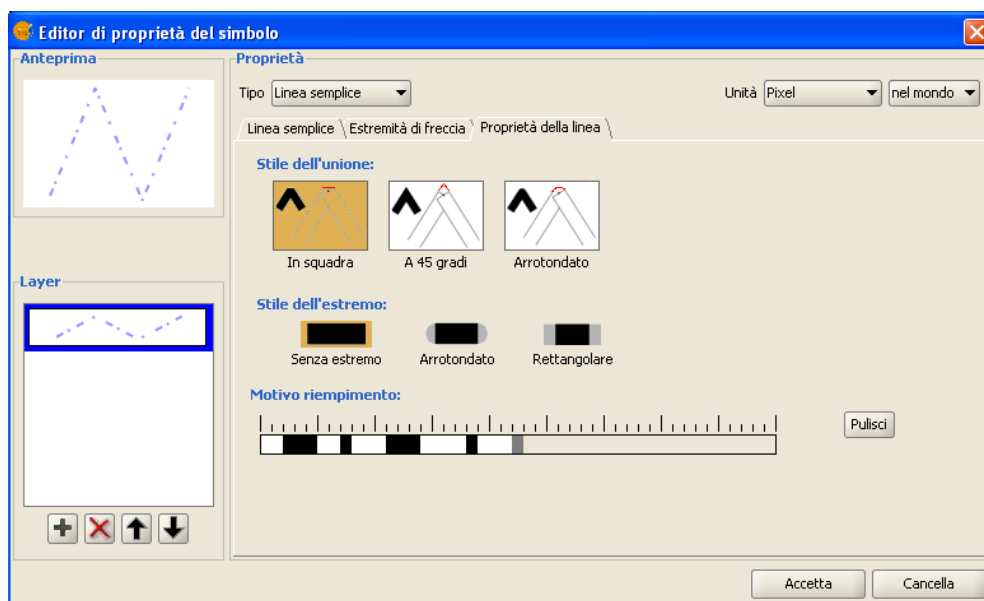 Editor di proprietà del simbolo
Anteprima
Layer
Proprietà
Tipo Linea semplice
Unità Pixel nel mondo
Linea semplice Estremità di freccia Proprietà della linea
Stile dell'unione:
In squadra A 45 gradi Arrotondato
Stile dell'estremo:
Senza estremo Arrotondato Rettangolare
Motivo riempimento:
Pulisci
Accetta Cancella